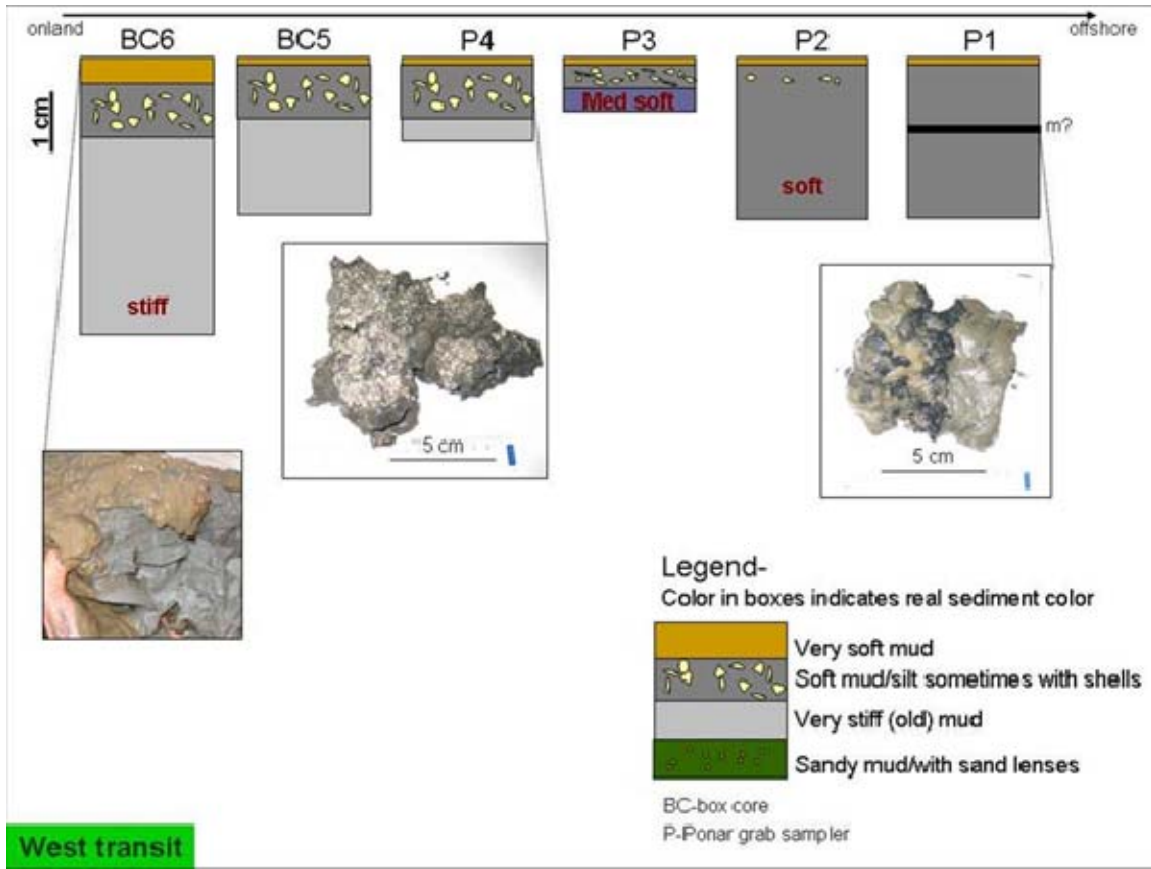 onland
offshore
BC6 BC5 P4 P3 P2 P1
1 cm
Med soft
m?
soft
stiff
5 cm
5 cm
Legend-
Color in boxes indicates real sediment color
Very soft mud
Soft mud/silt sometimes with shells
Very stiff (old) mud
Sandy mud/with sand lenses
BC-box core
P-Ponar grab sampler
West transit